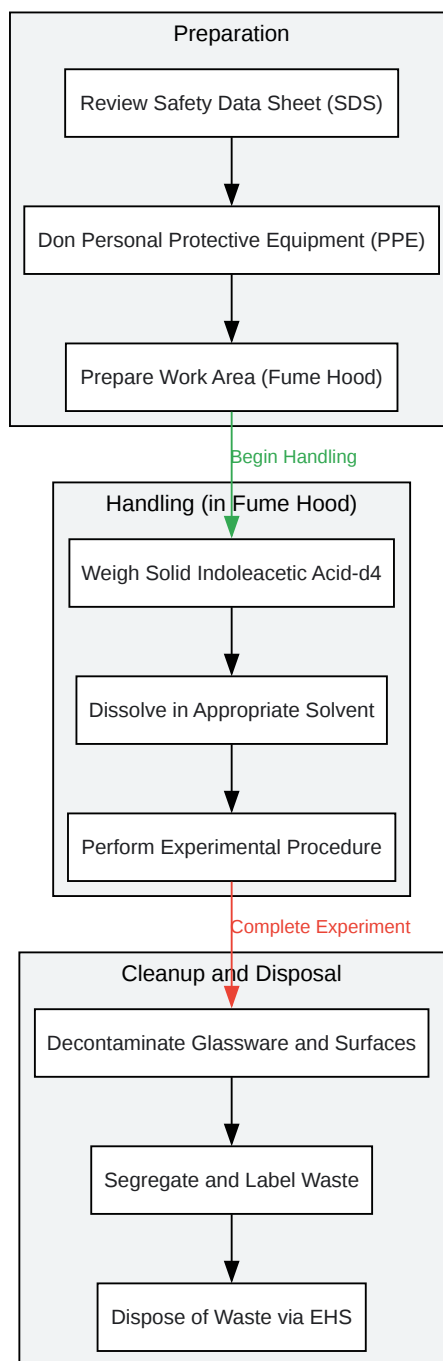 Preparation
Review Safety Data Sheet (SDS)
Don Personal Protective Equipment (PPE)
Prepare Work Area (Fume Hood)
Begin Handling
Handling (in Fume Hood)
Weigh Solid Indoleacetic Acid-d4
Dissolve in Appropriate Solvent
Perform Experimental Procedure
Complete Experiment
Cleanup and Disposal
Decontaminate Glassware and Surfaces
Segregate and Label Waste
Dispose of Waste via EHS